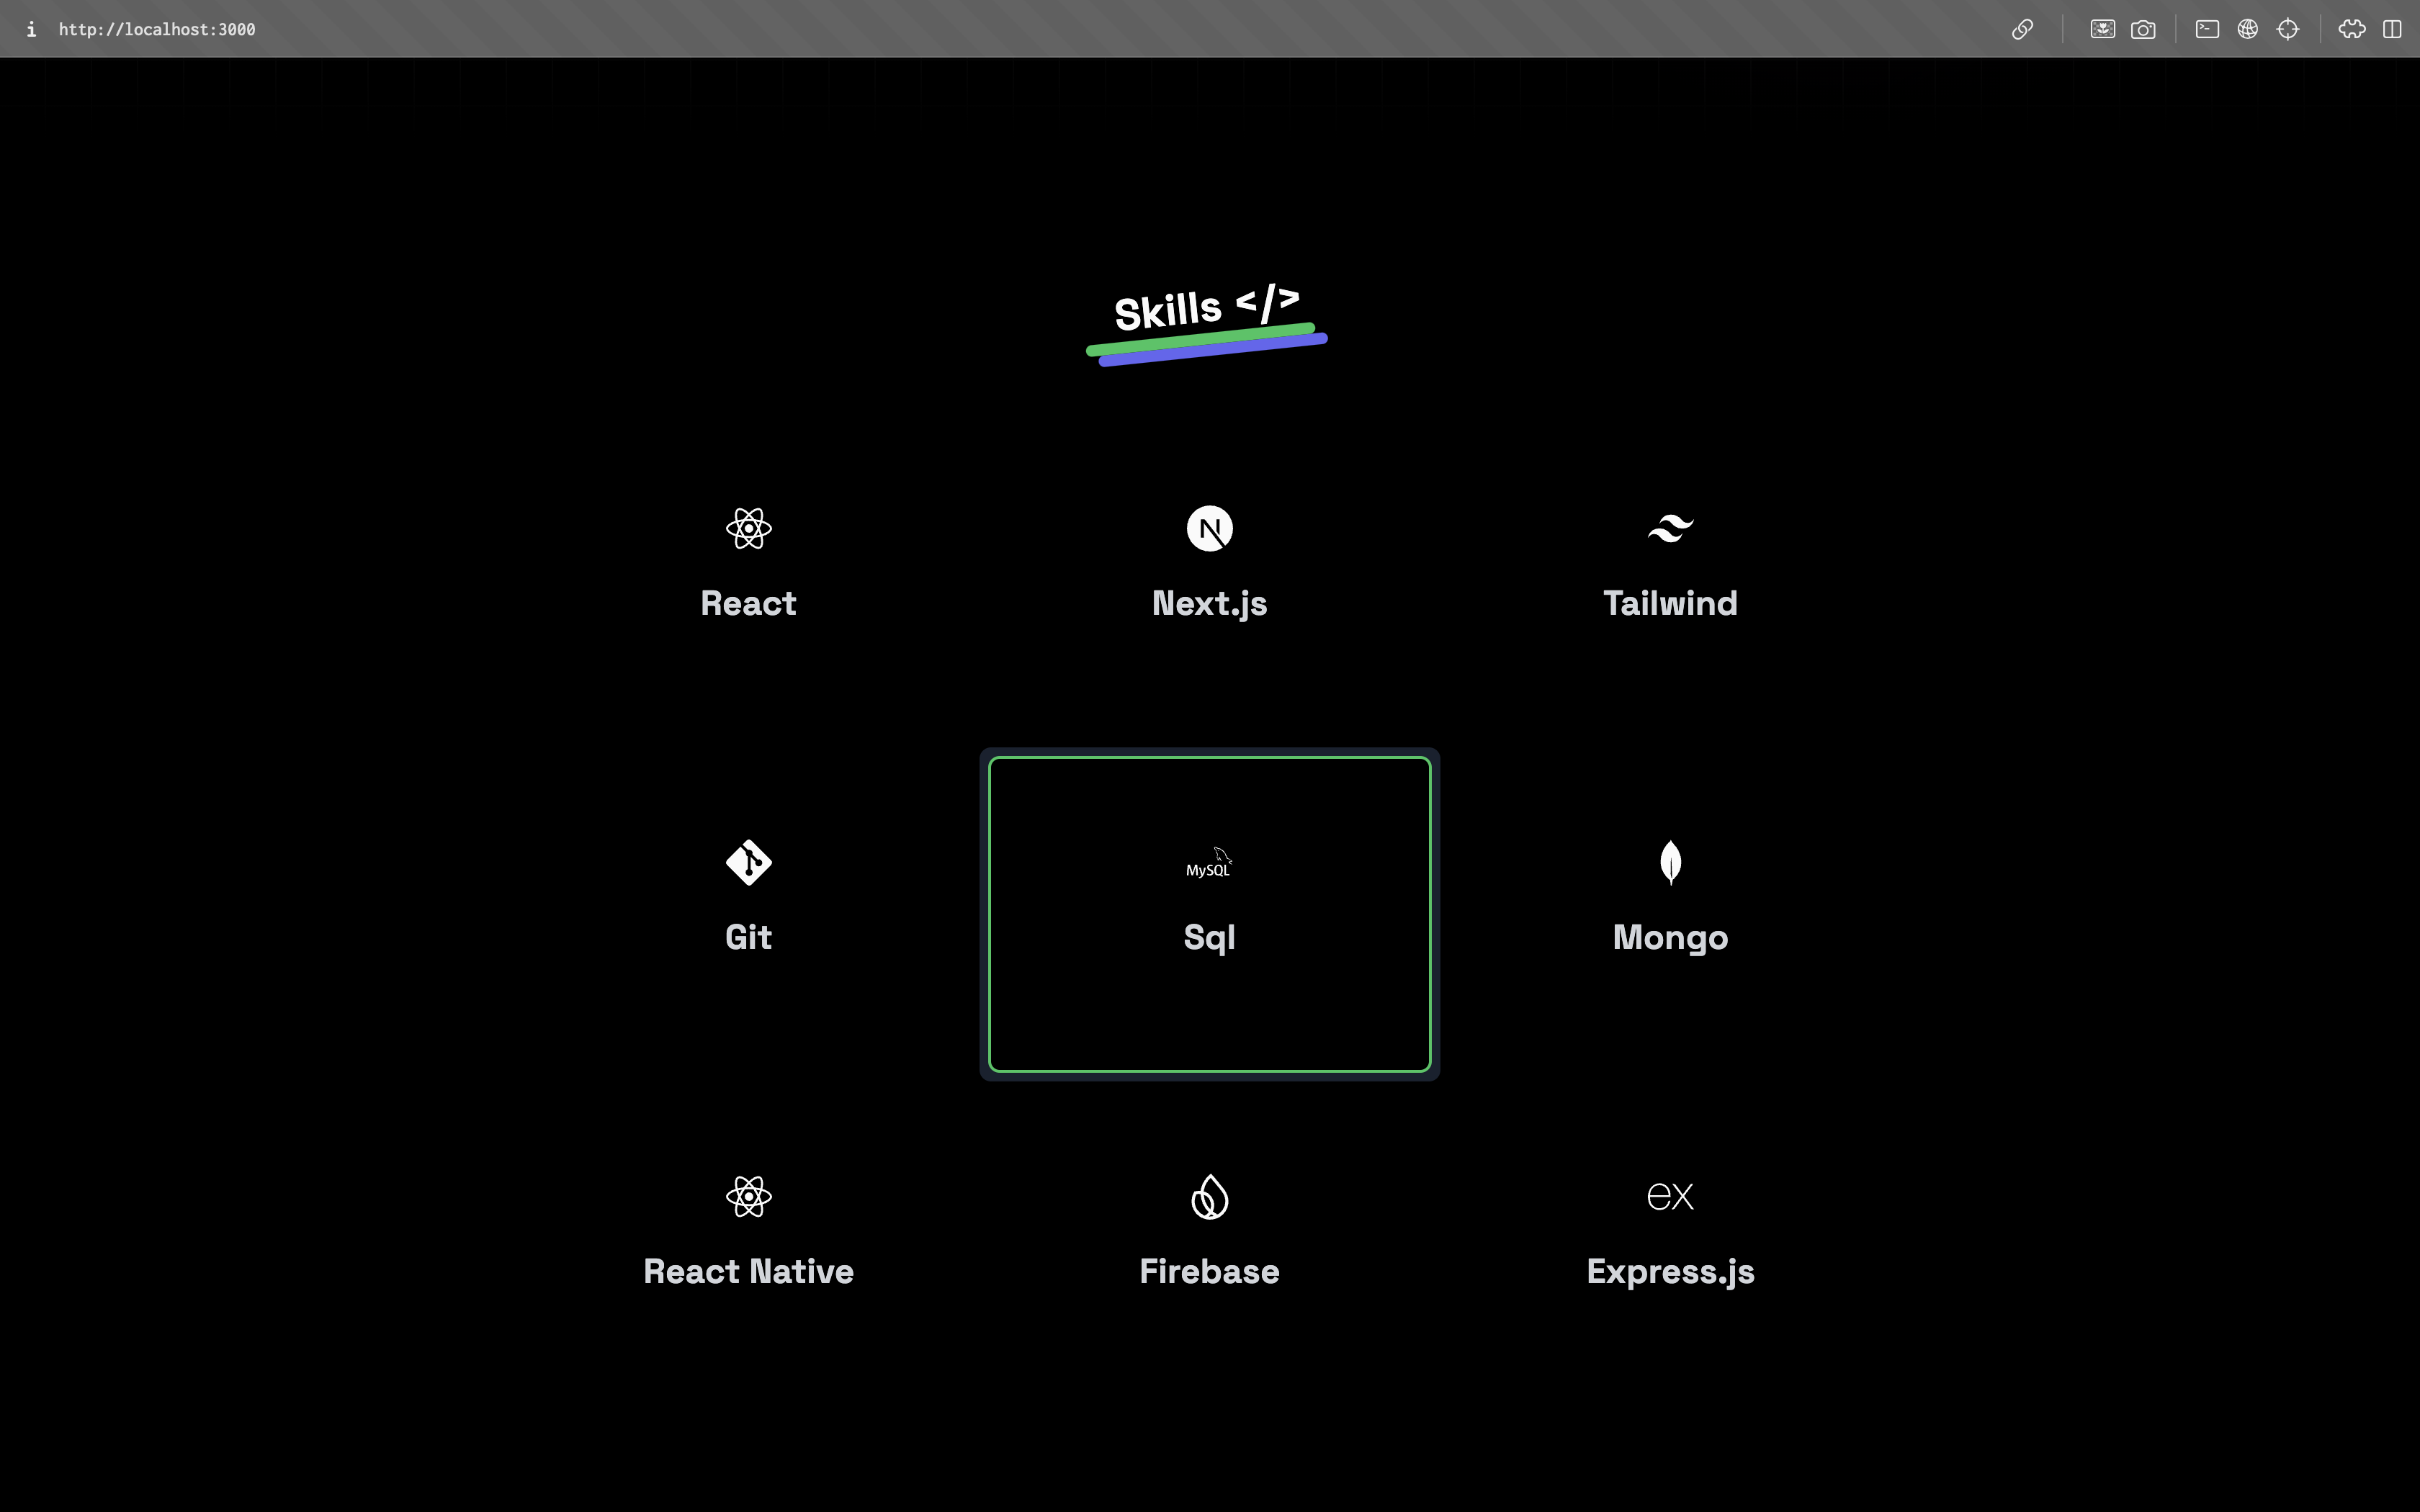 i http://localhost:3000
Skills </>
React Next.js Tailwind
MySQL
Git Sql Mongo
ex
React Native Firebase Express.js